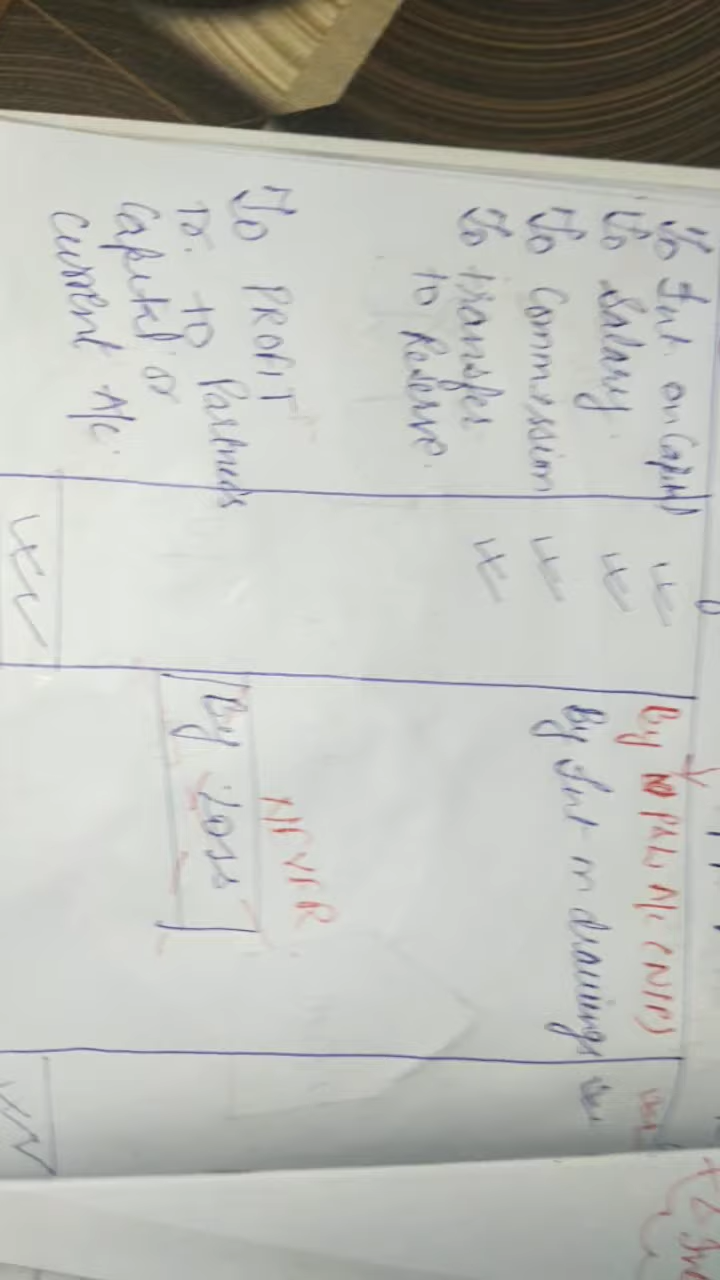 To Int. on Capital
To Salary.
To Commission
To transfer
to Reserve.
To PROFIT
Tr. to Partners
Capital or
Current A/c.
By P&L A/c (N/P)
By Int on drawings
NEVER
By Loss